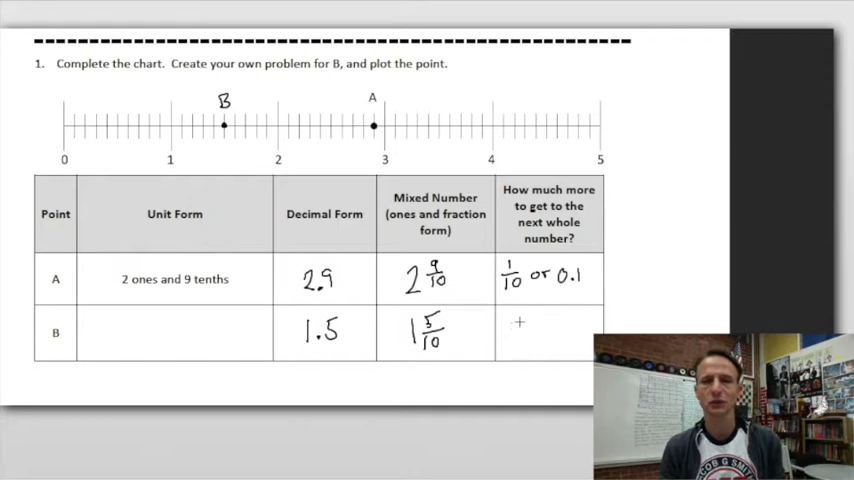 1. Complete the chart. Create your own problem for B, and plot the point.
B A
0 1 2 3 4 5
Point
Unit Form
Decimal Form
Mixed Number
(ones and fraction
form)
How much more
to get to the
next whole
number?
A
2 ones and 9 tenths
2.9
2 9/10
1/10 or 0.1
B
1.5
1 5/10
COB G SMIT